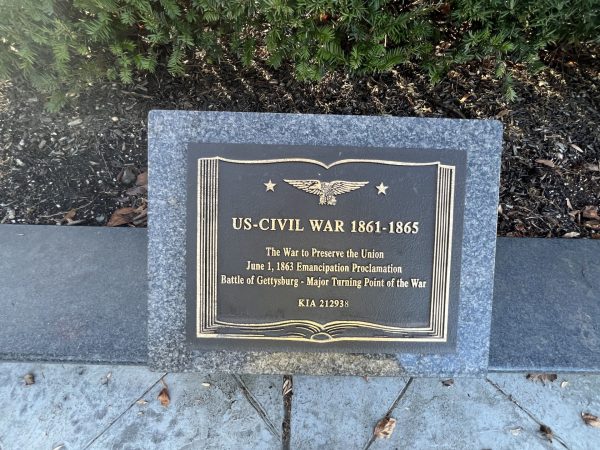 US-CIVIL WAR 1861-1865
The War to Preserve the Union
June 1, 1863 Emancipation Proclamation
Battle of Gettysburg - Major Turning Point of the War
KIA 212938